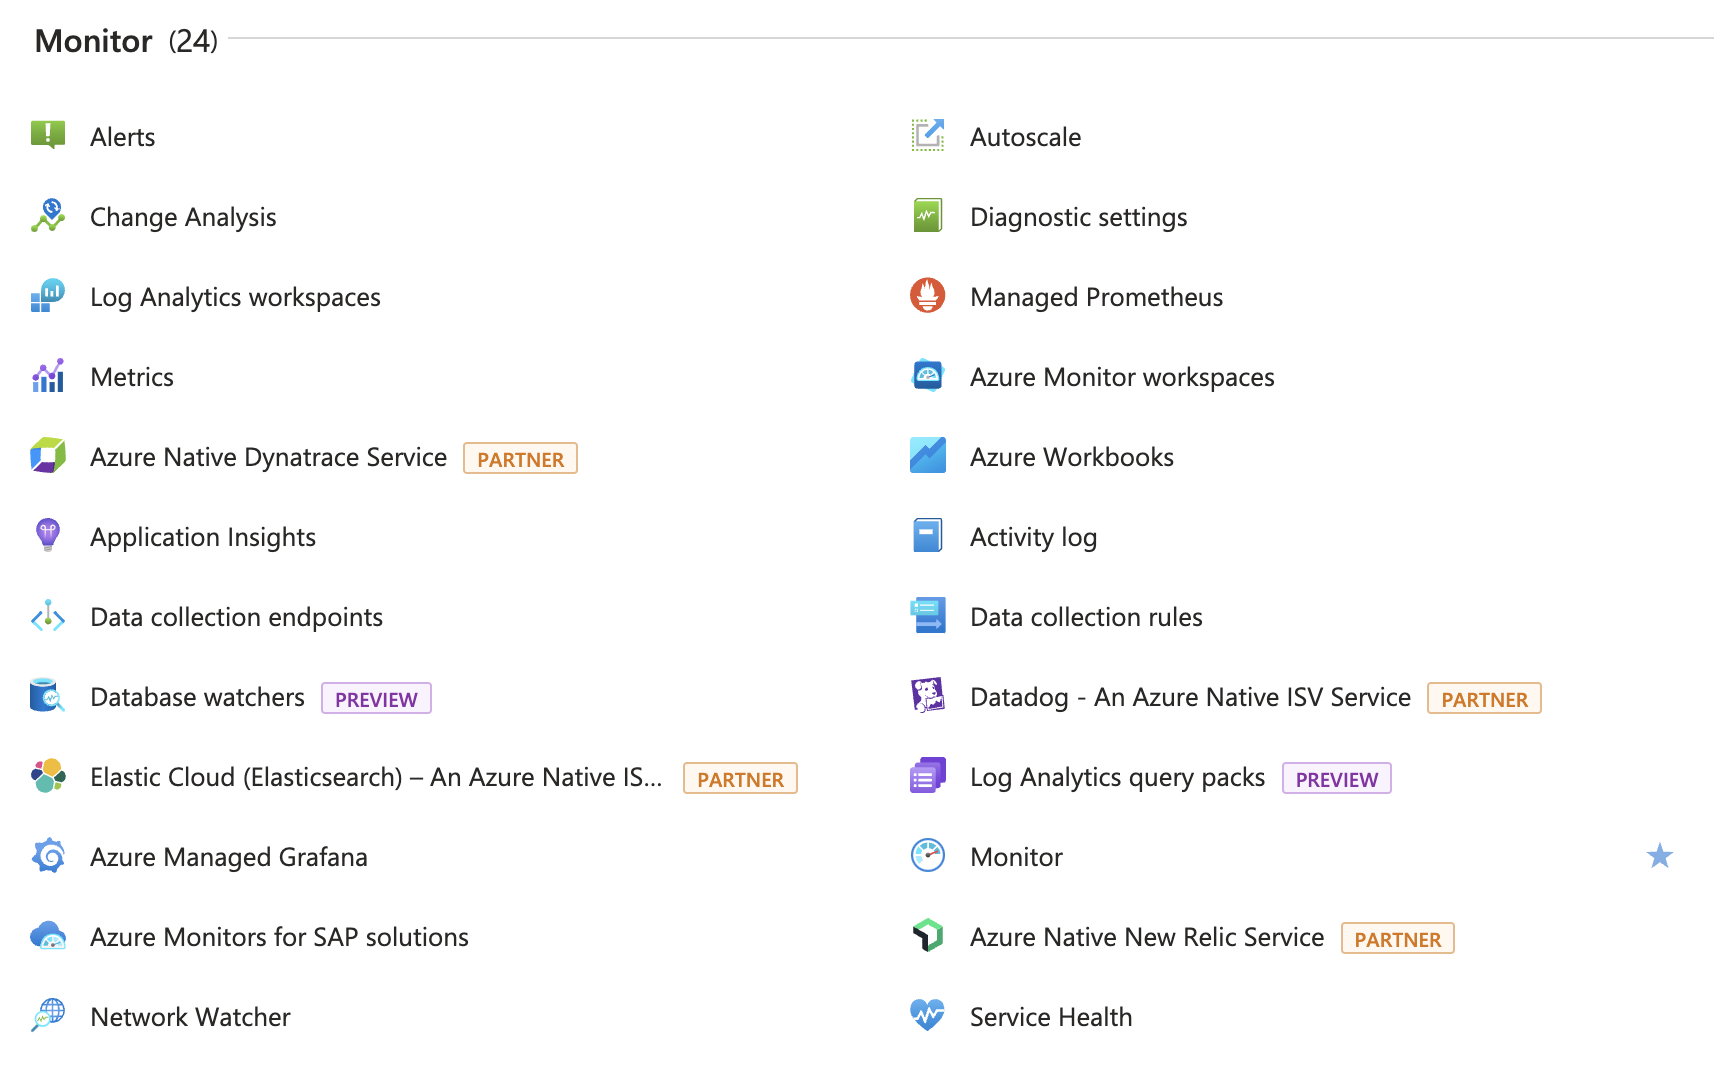 Monitor (24)
Alerts
Autoscale
Change Analysis
Diagnostic settings
Log Analytics workspaces
Managed Prometheus
Metrics
Azure Monitor workspaces
Azure Native Dynatrace Service PARTNER
Azure Workbooks
Application Insights
Activity log
Data collection endpoints
Data collection rules
Database watchers PREVIEW
Datadog - An Azure Native ISV Service PARTNER
Elastic Cloud (Elasticsearch) – An Azure Native IS... PARTNER
Log Analytics query packs PREVIEW
Azure Managed Grafana
Monitor
Azure Monitors for SAP solutions
Azure Native New Relic Service PARTNER
Network Watcher
Service Health